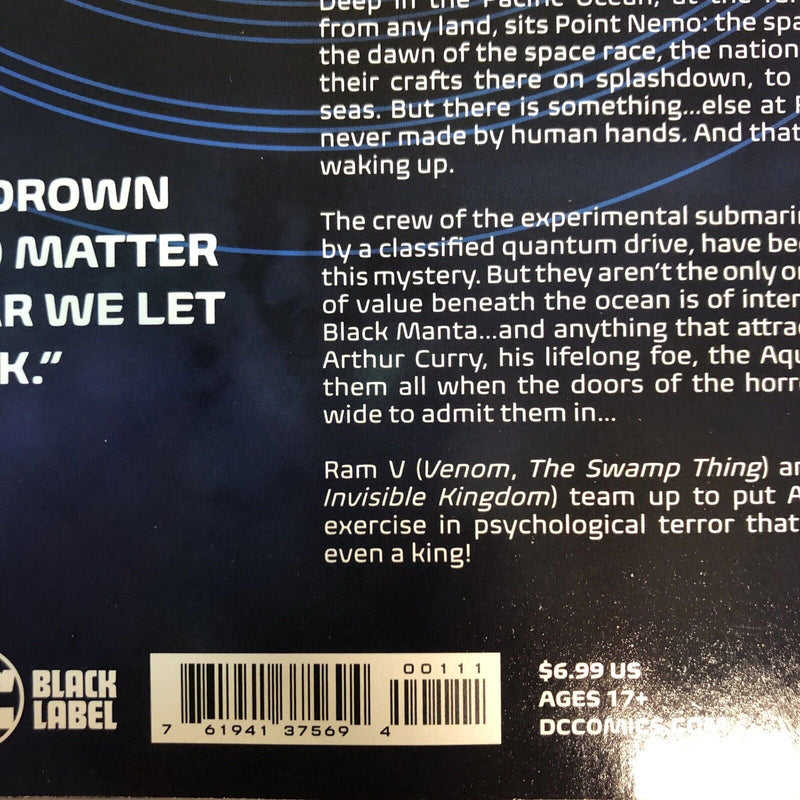 Deep in the Pacific Ocean, at the
from any land, sits Point Nemo: the spa
the dawn of the space race, the nation
their crafts there on splashdown, to
seas. But there is something...else at
never made by human hands. And that
waking up.
DROWN
MATTER
AR WE LET
K.”
The crew of the experimental submari
by a classified quantum drive, have bee
this mystery. But they aren't the only o
of value beneath the ocean is of inter
Black Manta...and anything that attra
Arthur Curry, his lifelong foe, the Aqu
them all when the doors of the horr
wide to admit them in...
Ram V (Venom, The Swamp Thing) a
Invisible Kingdom) team up to put A
exercise in psychological terror that
even a king!
BLACK
LABEL
00111
7 61941 37569 4
$6.99 US
AGES 17+
DCCOMICS.COM